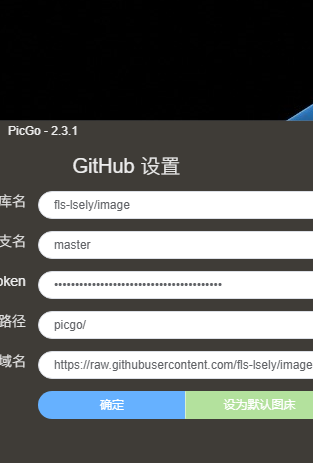 PicGo - 2.3.1
GitHub 设置
库名
fls-lsely/image
支名
master
oken
••••••••••••••••••••••••••••••••••••••••
路径
picgo/
域名
https://raw.githubusercontent.com/fls-lsely/image
确定
设为默认图床